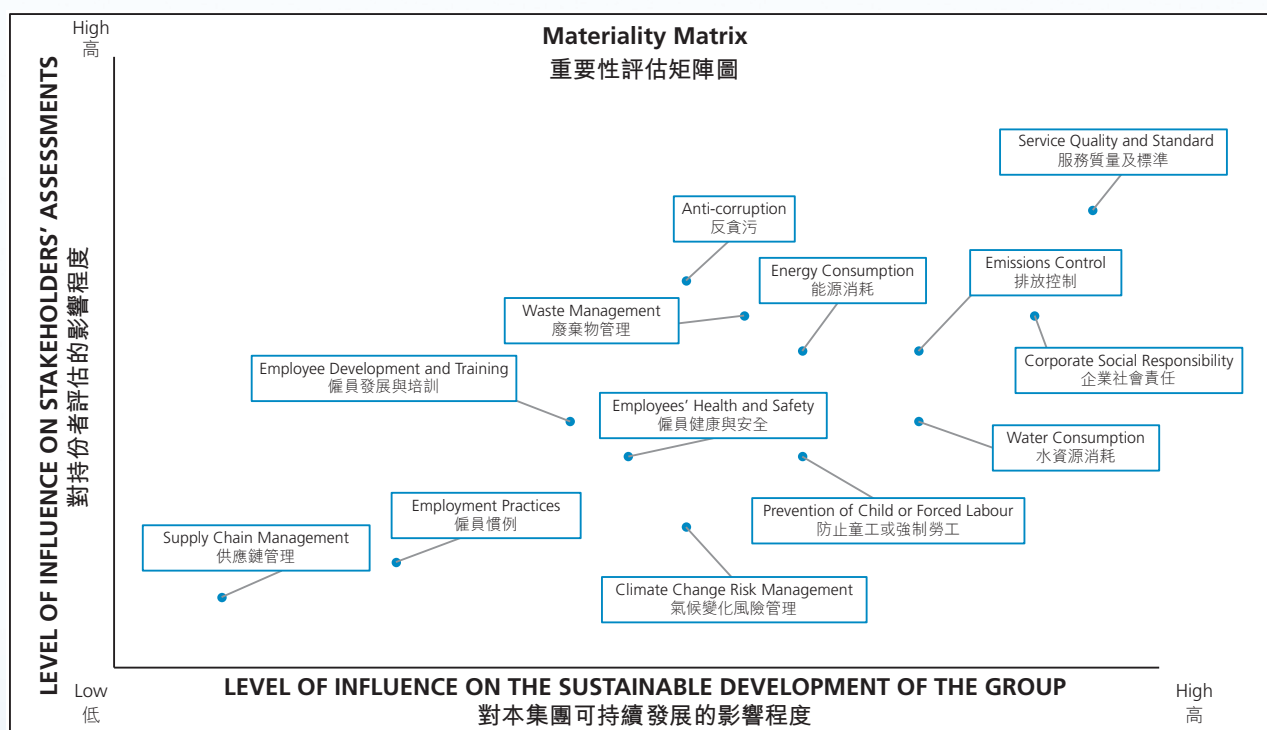 High
高
Materiality Matrix
重要性評估矩陣圖
LEVEL OF INFLUENCE ON STAKEHOLDERS' ASSESSMENTS
對持份者評估的影響程度
Service Quality and Standard
服務質量及標準
Anti-corruption
反貪污
Energy Consumption
能源消耗
Emissions Control
排放控制
Waste Management
廢棄物管理
Corporate Social Responsibility
企業社會責任
Employee Development and Training
僱員發展與培訓
Employees' Health and Safety
僱員健康與安全
Water Consumption
水資源消耗
Employment Practices
僱員慣例
Prevention of Child or Forced Labour
防止童工或強制勞工
Supply Chain Management
供應鏈管理
Climate Change Risk Management
氣候變化風險管理
Low
低
LEVEL OF INFLUENCE ON THE SUSTAINABLE DEVELOPMENT OF THE GROUP
對本集團可持續發展的影響程度
High
高